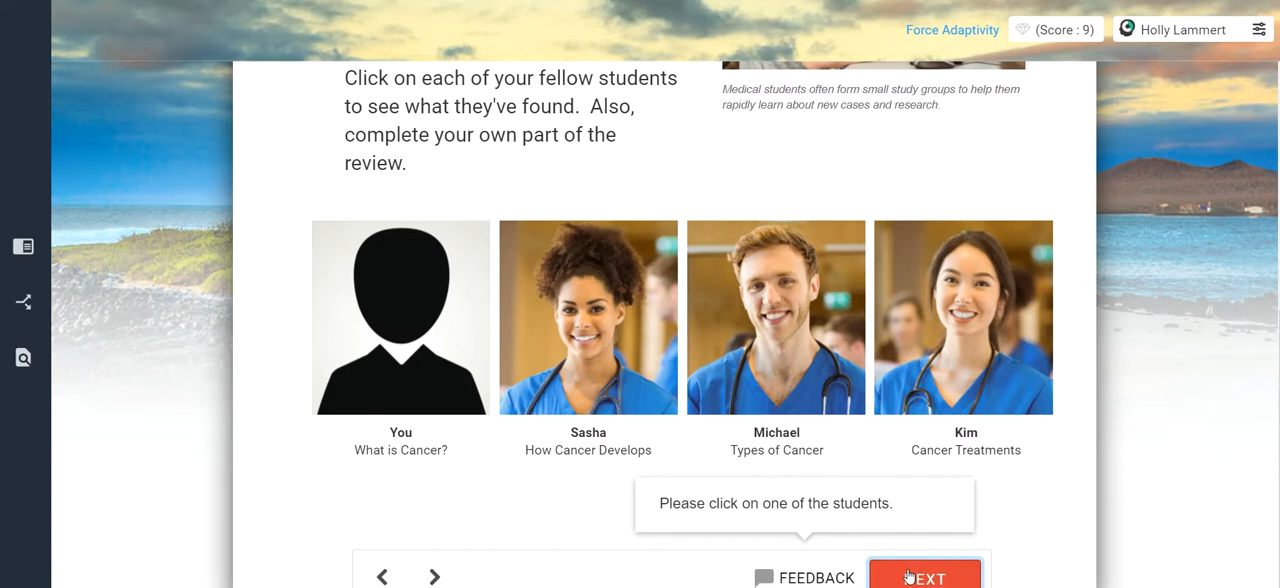 Force Adaptivity
(Score : 9)
Holly Lammert
Click on each of your fellow students
to see what they've found. Also,
complete your own part of the
review.
Medical students often form small study groups to help them
rapidly learn about new cases and research.
You
What is Cancer?
Sasha
How Cancer Develops
Michael
Types of Cancer
Kim
Cancer Treatments
Please click on one of the students.
FEEDBACK
NEXT